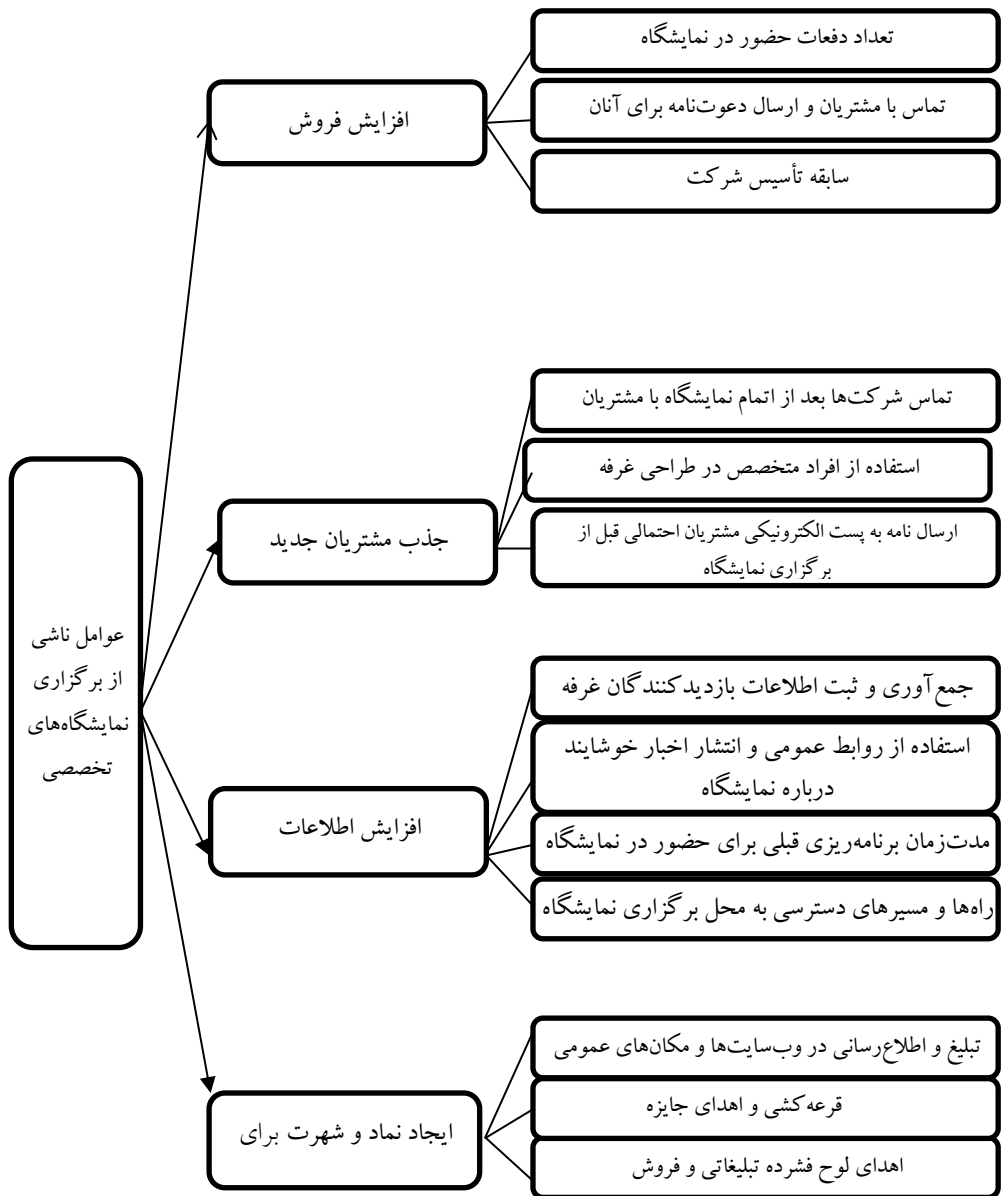 عوامل ناشی
از برگزاری
نمایشگاه‌های
تخصصی
افزایش فروش
تعداد دفعات حضور در نمایشگاه
تماس با مشتریان و ارسال دعوت‌نامه برای آنان
سابقه تأسیس شرکت
جذب مشتریان جدید
تماس شرکت‌ها بعد از اتمام نمایشگاه با مشتریان
استفاده از افراد متخصص در طراحی غرفه
ارسال نامه به پست الکترونیکی مشتریان احتمالی قبل از
برگزاری نمایشگاه
افزایش اطلاعات
جمع‌آوری و ثبت اطلاعات بازدیدکنندگان غرفه
استفاده از روابط عمومی و انتشار اخبار خوشایند
درباره نمایشگاه
مدت‌زمان برنامه‌ریزی قبلی برای حضور در نمایشگاه
راه‌ها و مسیرهای دسترسی به محل برگزاری نمایشگاه
ایجاد نماد و شهرت برای
تبلیغ و اطلاع‌رسانی در وب‌سایت‌ها و مکان‌های عمومی
قرعه‌کشی و اهدای جایزه
اهدای لوح فشرده تبلیغاتی و فروش